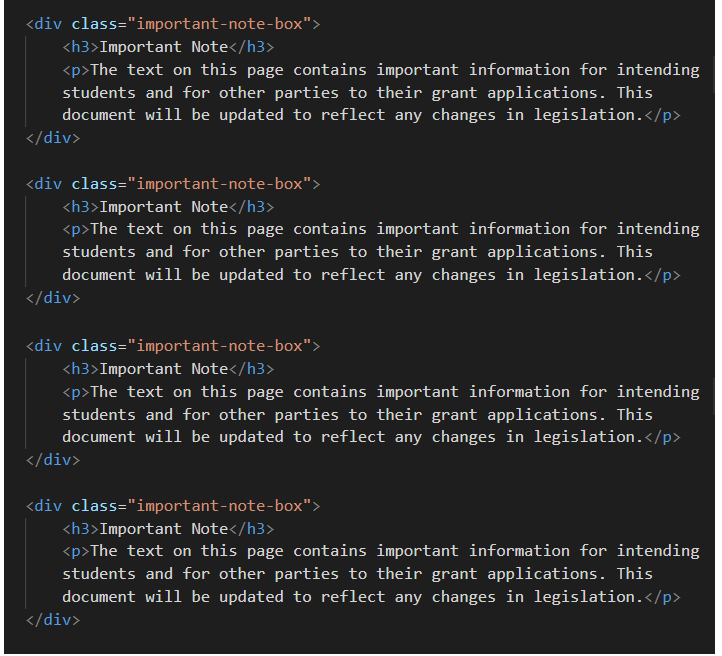 <div class="important-note-box">
<h3>Important Note</h3>
<p>The text on this page contains important information for intending
students and for other parties to their grant applications. This
document will be updated to reflect any changes in legislation.</p>
</div>
<div class="important-note-box">
<h3>Important Note</h3>
<p>The text on this page contains important information for intending
students and for other parties to their grant applications. This
document will be updated to reflect any changes in legislation.</p>
</div>
<div class="important-note-box">
<h3>Important Note</h3>
<p>The text on this page contains important information for intending
students and for other parties to their grant applications. This
document will be updated to reflect any changes in legislation.</p>
</div>
<div class="important-note-box">
<h3>Important Note</h3>
<p>The text on this page contains important information for intending
students and for other parties to their grant applications. This
document will be updated to reflect any changes in legislation.</p>
</div>